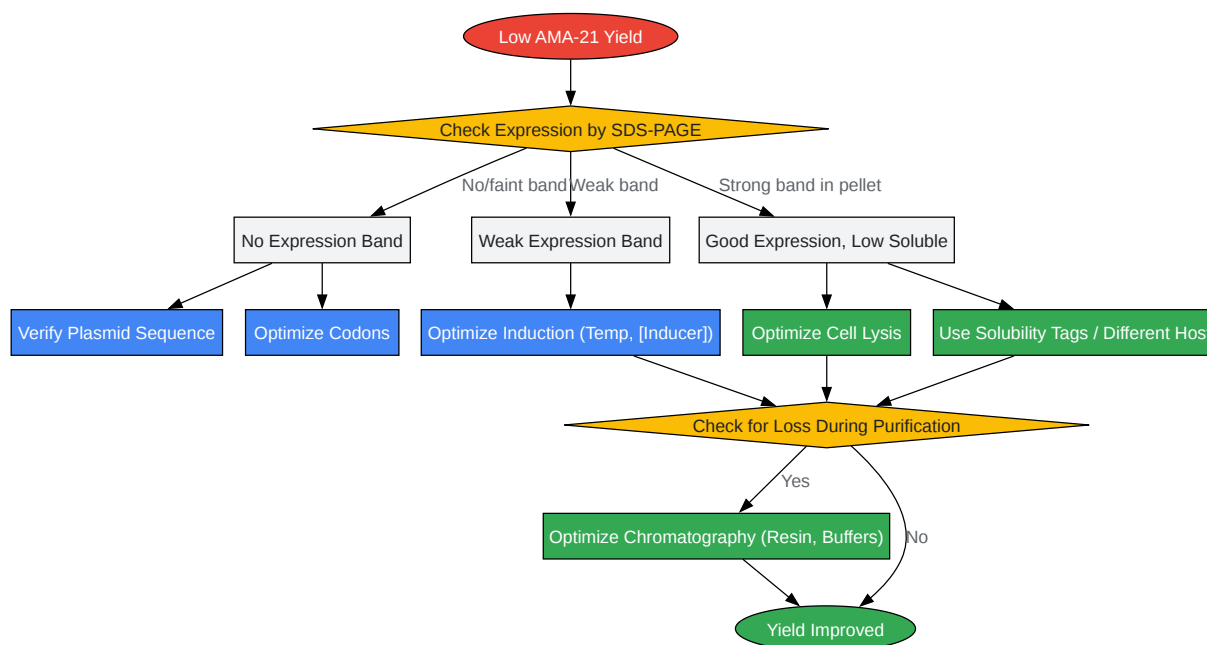 Low AMA-21 Yield
Check Expression by SDS-PAGE
No/faint band
Weak band
Strong band in pellet
No Expression Band
Weak Expression Band
Good Expression, Low Soluble
Verify Plasmid Sequence
Optimize Codons
Optimize Induction (Temp, [Inducer])
Optimize Cell Lysis
Use Solubility Tags / Different Host
Check for Loss During Purification
Yes
Optimize Chromatography (Resin, Buffers)
No
Yield Improved